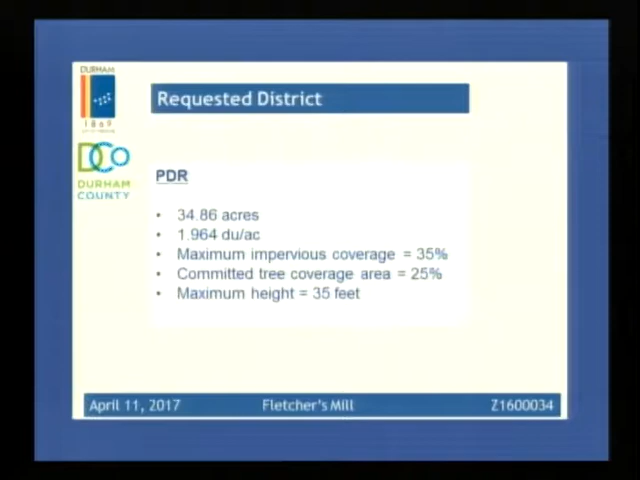 DURHAM
1869
Requested District
DCO
DURHAM
COUNTY
PDR
• 34.86 acres
• 1.964 du/ac
• Maximum impervious coverage = 35%
• Committed tree coverage area = 25%
• Maximum height = 35 feet
April 11, 2017 Fletcher's Mill Z1600034